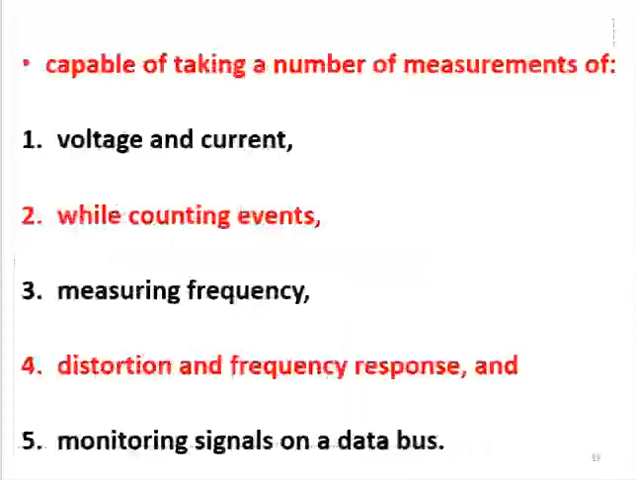 • capable of taking a number of measurements of:
1. voltage and current,
2. while counting events,
3. measuring frequency,
4. distortion and frequency response, and
5. monitoring signals on a data bus.